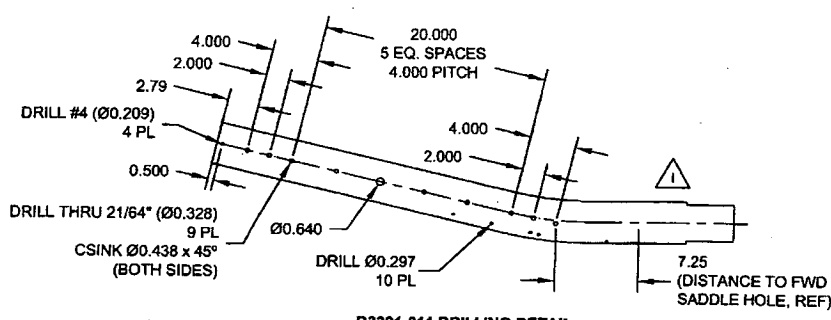 20.000
5 EQ. SPACES
4.000 PITCH
4.000
2.000
2.79
DRILL #4 (Ø0.209)
4 PL
0.500
4.000
2.000
1
DRILL THRU 21/64" (Ø0.328)
9 PL
CSINK Ø0.438 x 45°
(BOTH SIDES)
Ø0.640
DRILL Ø0.297
10 PL
7.25
(DISTANCE TO FWD
SADDLE HOLE, REF)